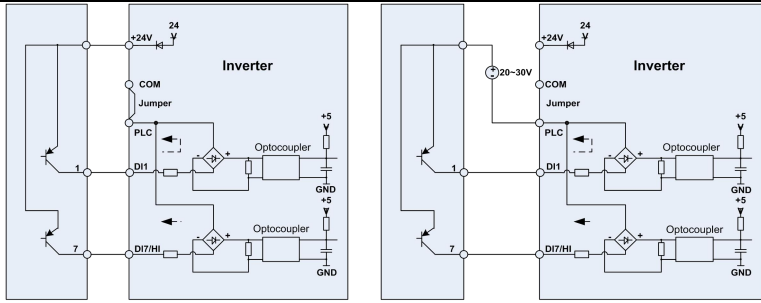 24
+24V
COM
Jumper
PLC
Inverter
+5
Optocoupler
1
DI1
- +
GND
+5
Optocoupler
7
DI7/HI
- +
GND
24
+24V
20~30V
COM
Jumper
PLC
Inverter
+5
Optocoupler
1
DI1
- +
GND
+5
Optocoupler
7
DI7/HI
- +
GND